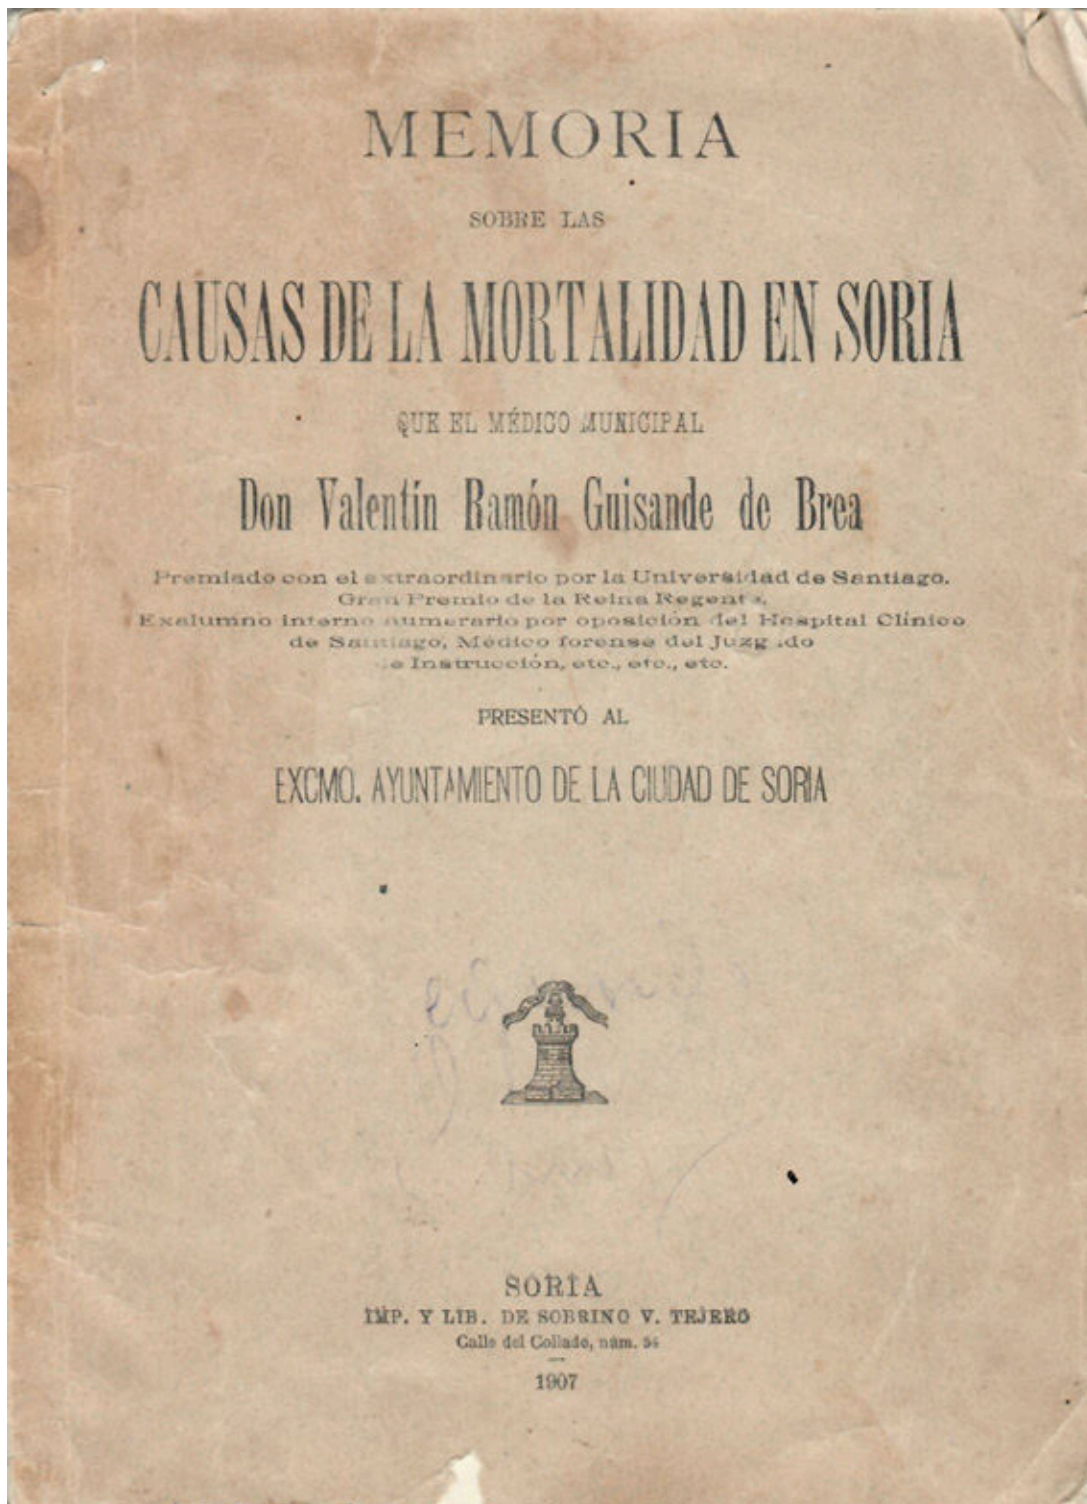 MEMORIA
SOBRE LAS
CAUSAS DE LA MORTALIDAD EN SORIA
QUE EL MÉDICO MUNICIPAL
Don Valentín Ramón Guisande de Brea
Premiado con el extraordinario por la Universidad de Santiago.
Gran Premio de la Reina Regente,
Exalumno interno numerario por oposición del Hospital Clínico
de Santiago, Médico forense del Juzgado
de Instrucción, etc., etc., etc.
PRESENTÓ AL
EXCMO. AYUNTAMIENTO DE LA CIUDAD DE SORIA
SORIA
IMP. Y LIB. DE SOBRINO V. TEJERO
Calle del Collado, núm. 54
1907